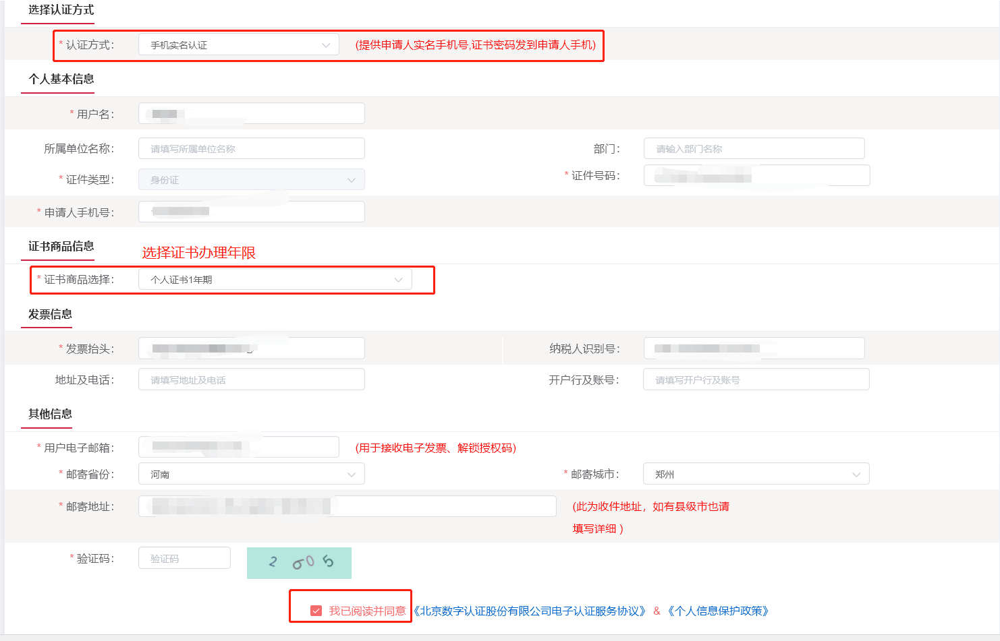 选择认证方式
* 认证方式： 手机实名认证 (提供申请人实名手机号,证书密码发到申请人手机)
个人基本信息
* 用户名：
所属单位名称： 请填写所属单位名称 部门： 请输入部门名称
* 证件类型： 身份证 * 证件号码：
* 申请人手机号：
证书商品信息 选择证书办理年限
* 证书商品选择： 个人证书1年期
发票信息
* 发票抬头： 纳税人识别号：
地址及电话： 请填写地址及电话 开户行及账号： 请填写开户行及账号
其他信息
* 用户电子邮箱： (用于接收电子发票、解锁授权码)
* 邮寄省份： 河南 * 邮寄城市： 郑州
* 邮寄地址： (此为收件地址，如有县级市也请
填写详细 )
* 验证码： 验证码 2605
我已阅读并同意《北京数字认证股份有限公司电子认证服务协议》 & 《个人信息保护政策》